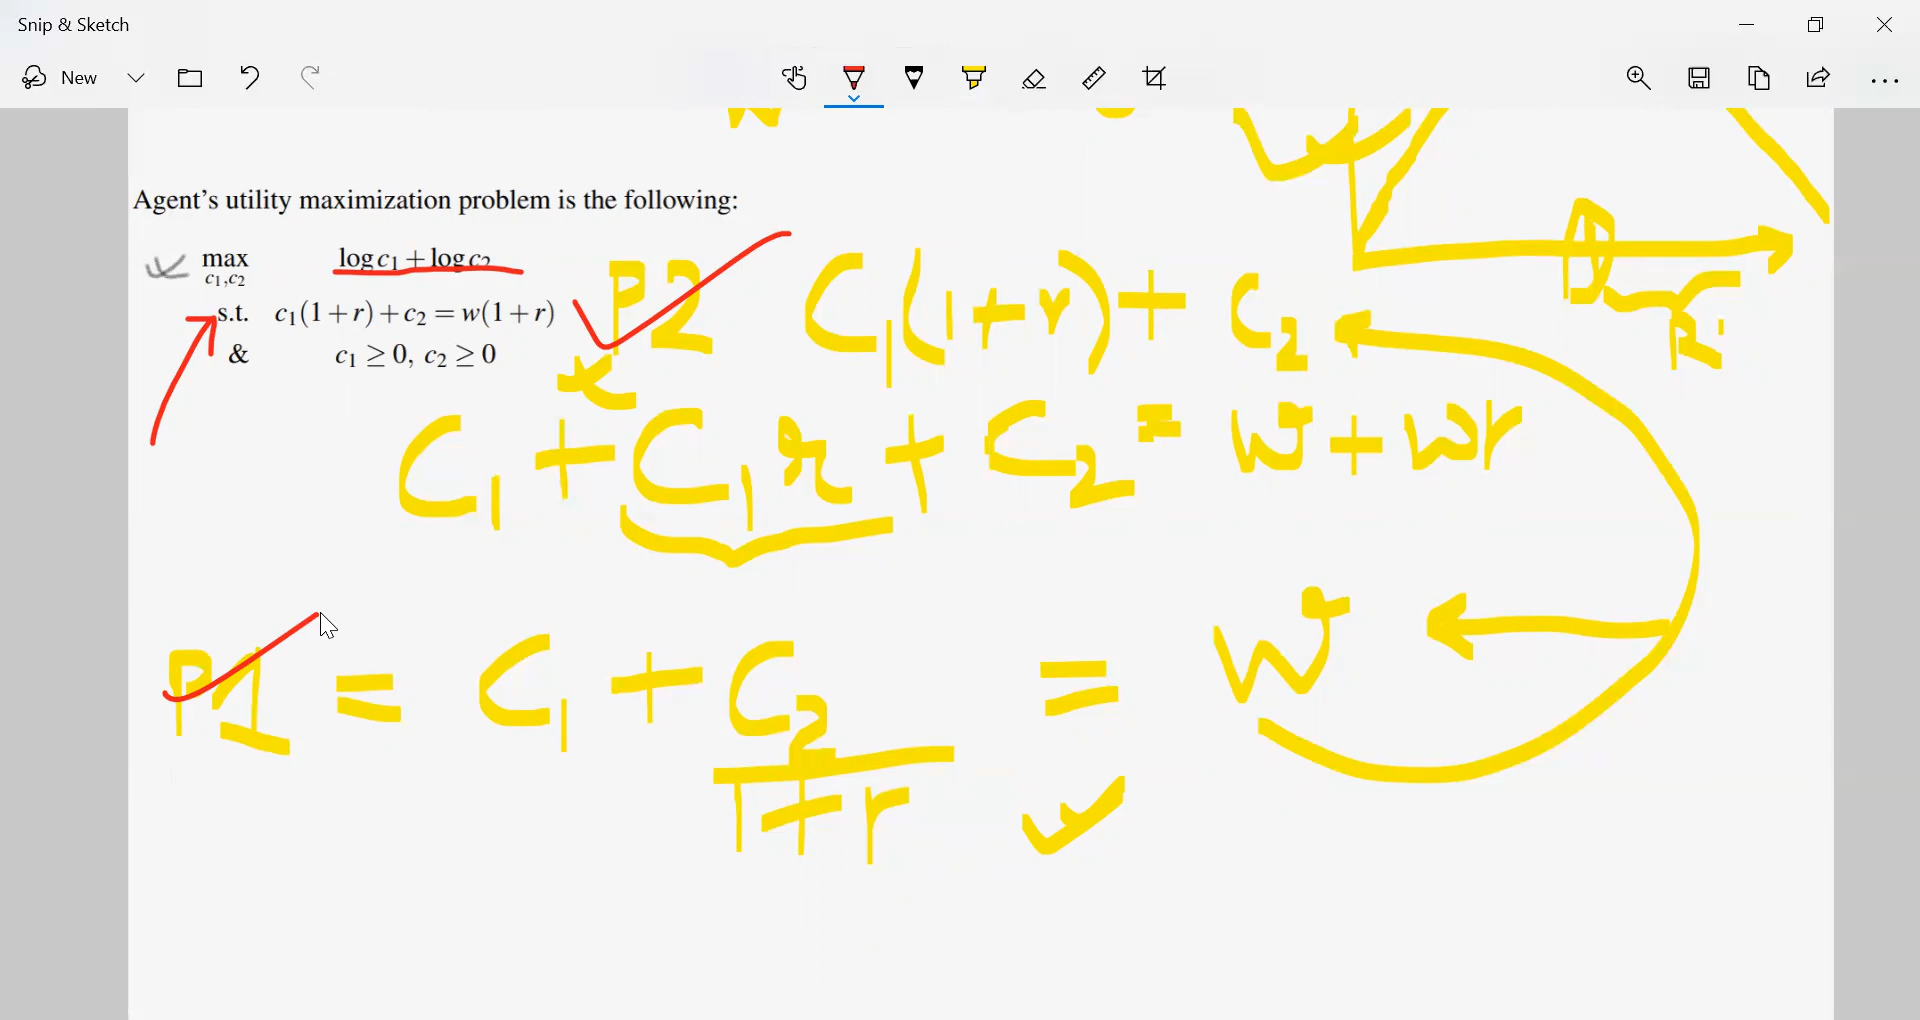 Snip & Sketch
New
Agent's utility maximization problem is the following:
max log c₁ + log c₂
c₁,c₂
s.t. c₁(1+r)+c₂ = w(1+r)
& c₁ ≥ 0, c₂ ≥ 0
P2 C₁(1+r) + C₂
C₁ + C₁r + C₂ = w + wr
P1 = C₁ + C₂ = w
1+r